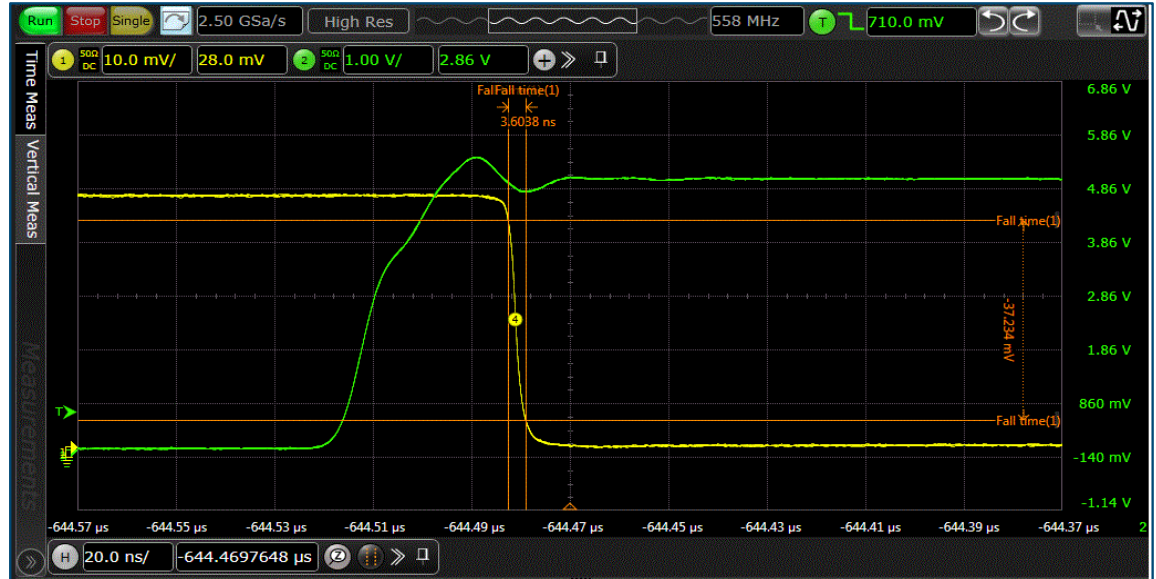 Run Stop Single 2.50 GSa/s High Res 558 MHz T 710.0 mV
1 50Ω DC 10.0 mV/ 28.0 mV 2 50Ω DC 1.00 V/ 2.86 V
Time Meas
Vertical Meas
Measurements
Fall Fall time(1)
3.6038 ns
6.86 V
5.86 V
4.86 V
Fall time(1)
3.86 V
2.86 V
-37.234 mV
4
1.86 V
T
860 mV
Fall time(1)
-140 mV
-1.14 V
-644.57 µs -644.55 µs -644.53 µs -644.51 µs -644.49 µs -644.47 µs -644.45 µs -644.43 µs -644.41 µs -644.39 µs -644.37 µs 2
H 20.0 ns/ -644.4697648 µs Z